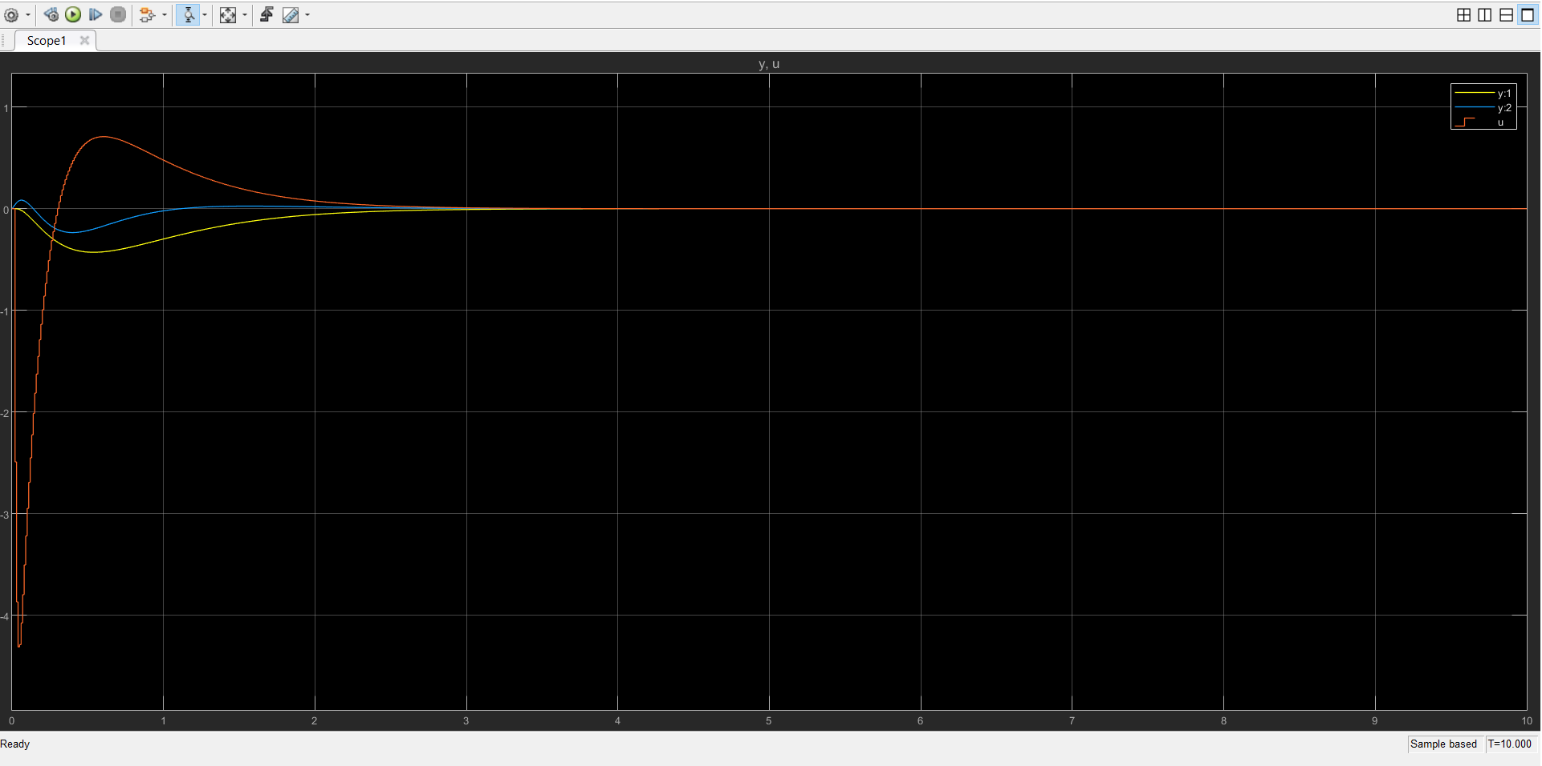 Scope1
y, u
1
0
-1
-2
-3
-4
y:1
y:2
u
0 1 2 3 4 5 6 7 8 9 10
Ready
Sample based T=10.000